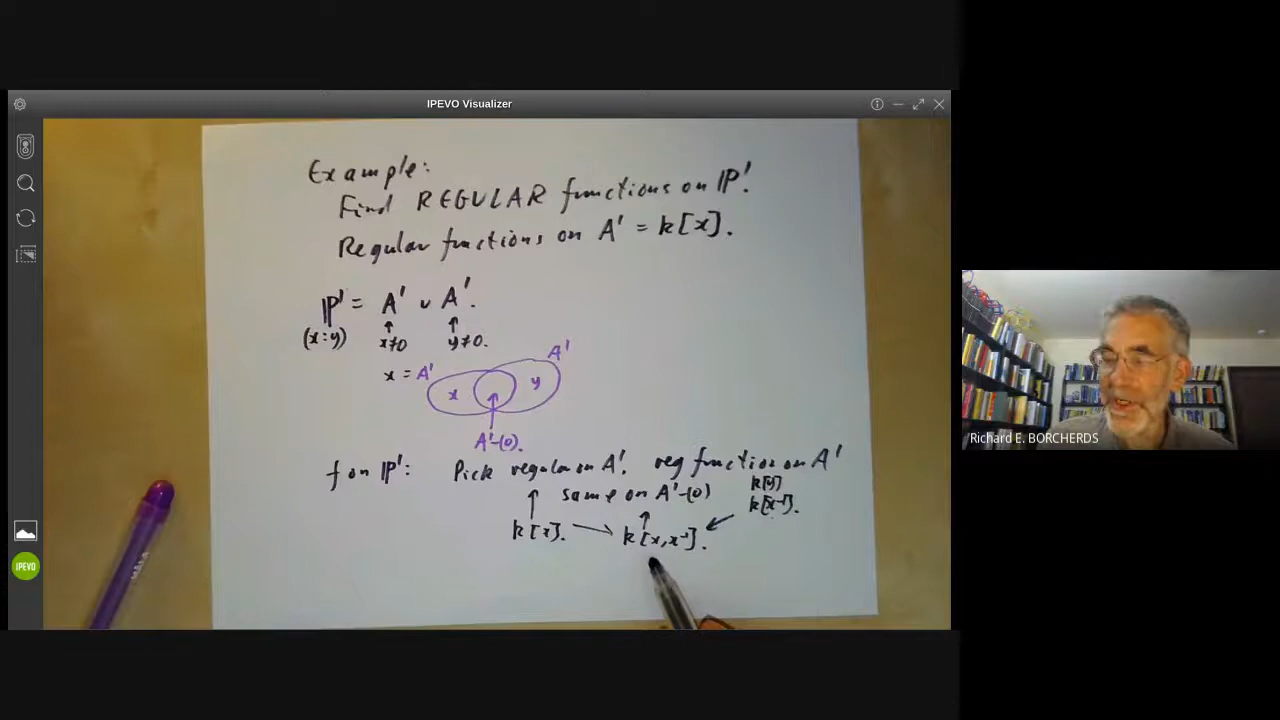 IPEVO Visualizer
Example:
Find REGULAR functions on ℙ¹.
Regular functions on A¹ = k[x].
ℙ¹ = A¹ ∪ A¹.
(x:y) x≠0 y≠0.
x = A¹ x y A¹
A¹-(0).
f on ℙ¹: Pick regular on A¹. reg function on A¹
same on A¹-(0) k[y]
k[x⁻¹].
k[x]. k[x,x⁻¹].
IPEVO
Richard E. BORCHERDS